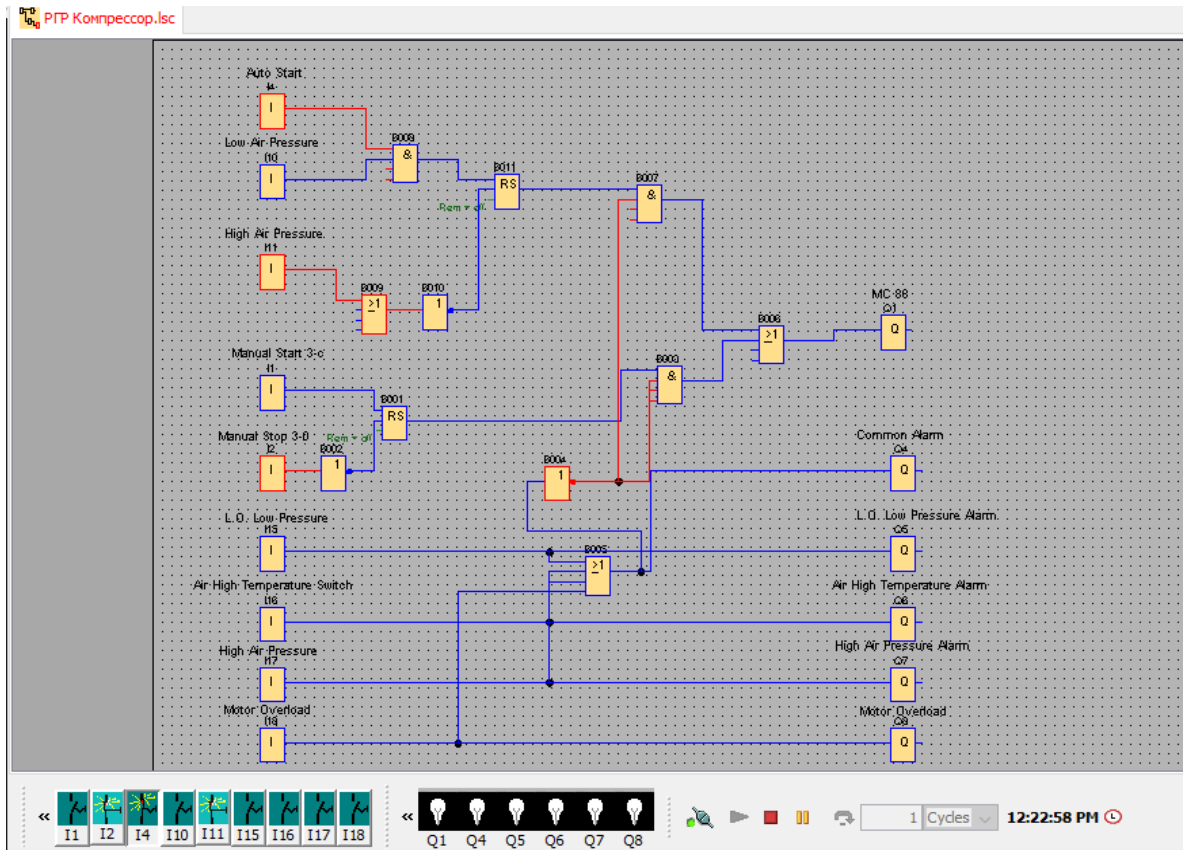 РГР Компрессор.lsc
Auto Start
I4
I
Low Air Pressure
I10
I
B008
&
B011
RS
Rem = off
B007
&
High Air Pressure
I11
I
B009
≥1
B010
1
MC 88
Q1
Q
B006
≥1
Manual Start 3-c
I1
I
B003
&
B001
RS
Rem = off
Manual Stop 3-0
I2
I
B002
1
B004
1
Common Alarm
Q4
Q
L.O. Low Pressure
I15
I
L.O. Low Pressure Alarm
Q5
Q
B005
≥1
Air High Temperature Switch
I16
I
Air High Temperature Alarm
Q6
Q
High Air Pressure
I17
I
High Air Pressure Alarm
Q7
Q
Motor Overload
I18
I
Motor Overload
Q8
Q
« I1 I2 I4 I10 I11 I15 I16 I17 I18 « Q1 Q4 Q5 Q6 Q7 Q8 1 Cycles 12:22:58 PM